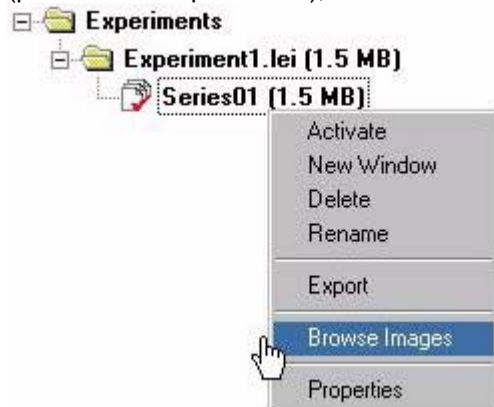 Experiments
Experiment1.lei (1.5 MB)
Series01 (1.5 MB)
Activate
New Window
Delete
Rename
Export
Browse Images
Properties